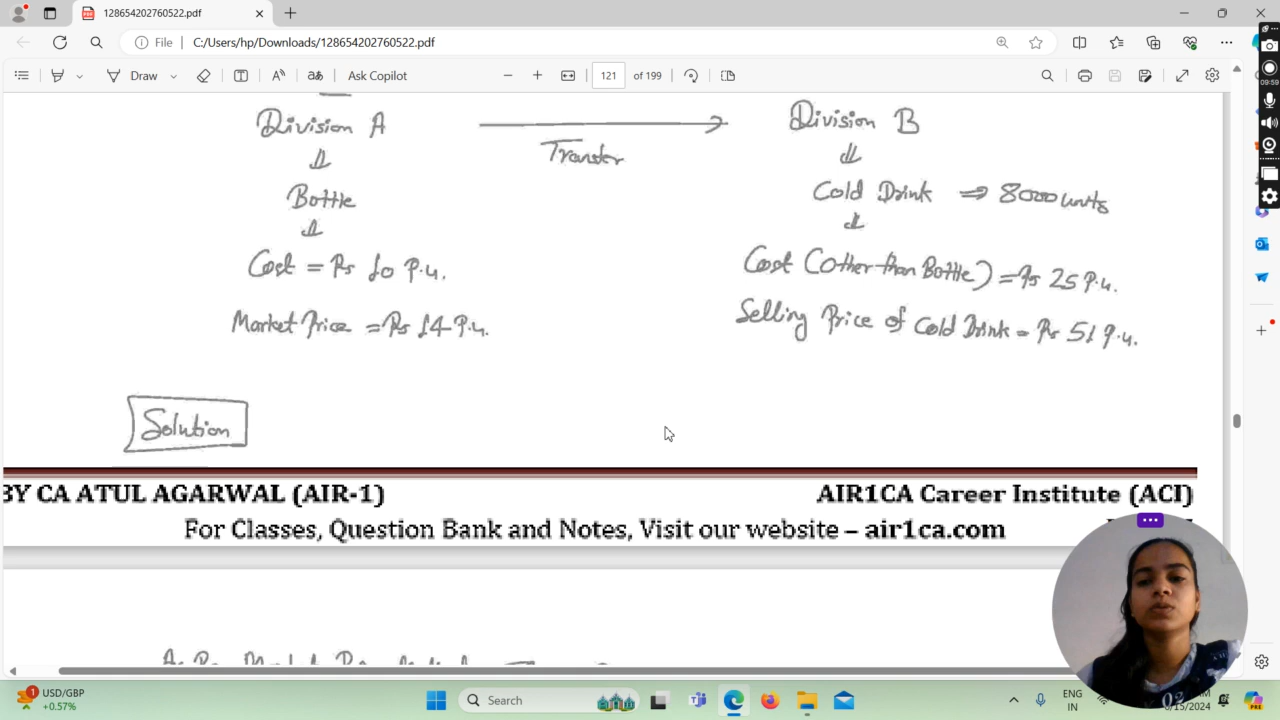 128654202760522.pdf
File C:/Users/hp/Downloads/128654202760522.pdf
Draw Ask Copilot 121 of 199
09:59
Division A Division B
Transfer
Bottle Cold Drink ⇒ 8000 units
Cost = Rs 10 P.u. Cost (other than Bottle) = Rs 25 P.u.
Market Price = Rs 14 P.u. Selling Price of Cold Drink = Rs 51 P.u.
Solution
BY CA ATUL AGARWAL (AIR-1) AIR1CA Career Institute (ACI)
For Classes, Question Bank and Notes, Visit our website – air1ca.com
USD/GBP
+0.57%
1
Search
ENG
IN